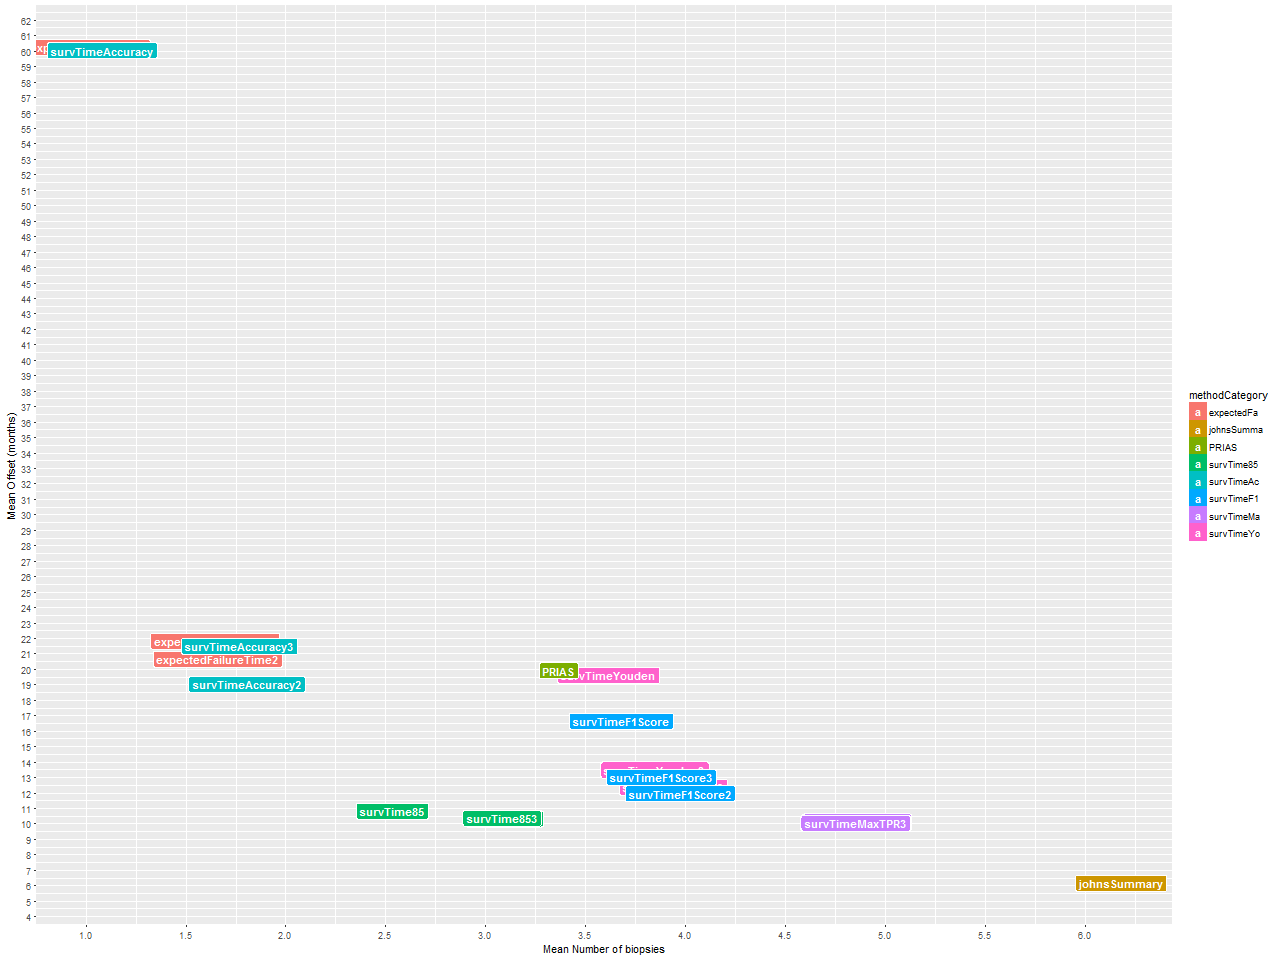 62
61
60
59
58
57
56
55
54
53
52
51
50
49
48
47
46
45
44
43
42
41
40
39
38
37
36
35
34
33
32
31
30
29
28
27
26
25
24
23
22
21
20
19
18
17
16
15
14
13
12
11
10
9
8
7
6
5
4
Mean Offset (months)
survTimeAccuracy
survTimeAccuracy3
expectedFailureTime2
survTimeAccuracy2
PRIAS
survTimeYouden
survTimeF1Score
survTimeF1Score3
survTimeF1Score2
survTime85
survTime853
survTimeMaxTPR3
johnsSummary
1.0 1.5 2.0 2.5 3.0 3.5 4.0 4.5 5.0 5.5 6.0
Mean Number of biopsies
methodCategory
a expectedFa
a johnsSumma
a PRIAS
a survTime85
a survTimeAc
a survTimeF1
a survTimeMa
a survTimeYo